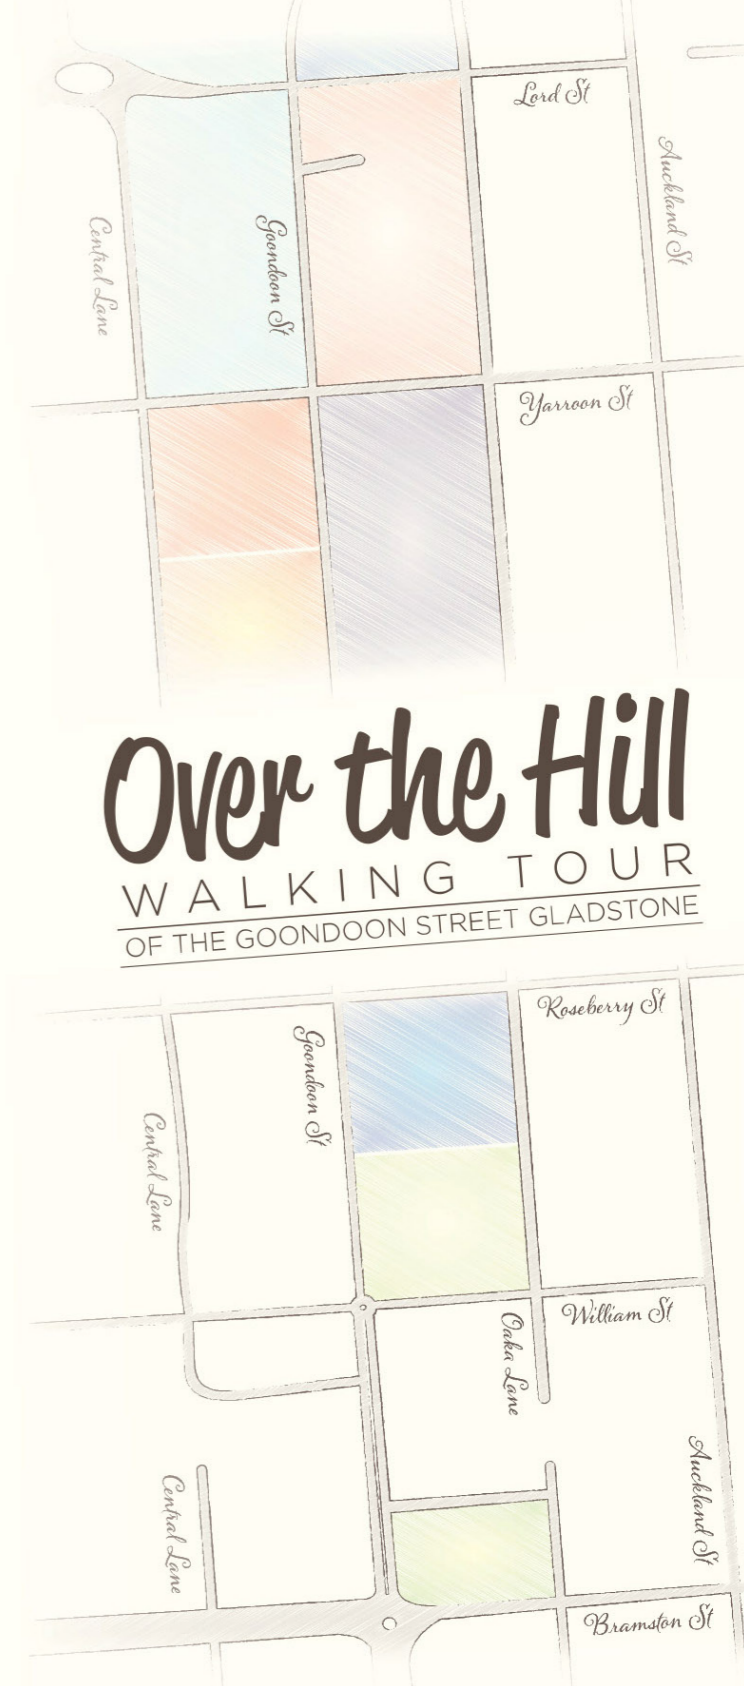 Lord St
Auckland St
Central Lane
Goondoon St
Yarroon St
Over the Hill
WALKING TOUR
OF THE GOONDOON STREET GLADSTONE
Roseberry St
Goondoon St
Central Lane
William St
Oaka Lane
Auckland St
Central Lane
Bramston St